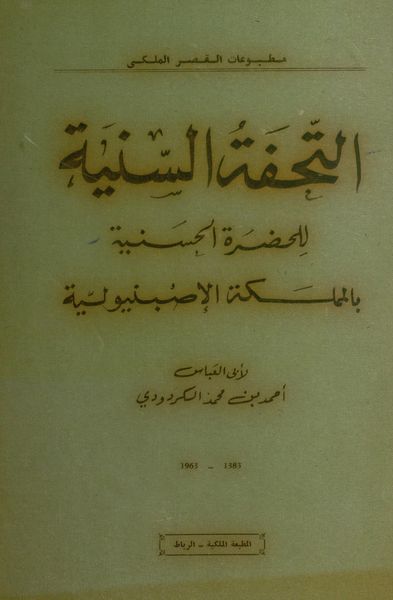 مطبوعات القصر الملكي
التحفة السنية
للحضرة الحسنية
بالمملكة الإصبنيولية
لأبي العباس
أحمد بن محمد الكردودي
1383 - 1963
المطبعة الملكية - الرباط